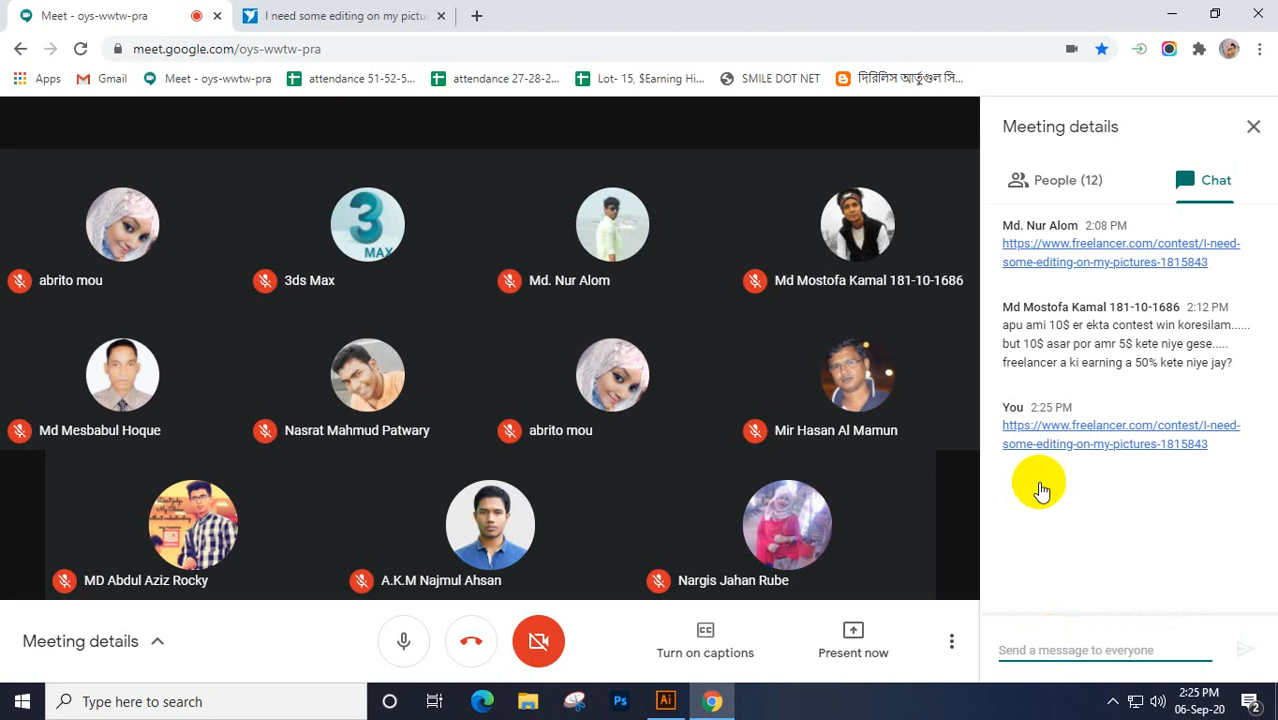 Meet - oys-wwtw-pra
I need some editing on my pictu
meet.google.com/oys-wwtw-pra
Apps
Gmail
Meet - oys-wwtw-pra
attendance 51-52-5...
attendance 27-28-2...
Lot- 15, $Earning Hi...
SMILE DOT NET
দিরিলিস আর্তুগুল সি...
Meeting details
People (12)
Chat
Md. Nur Alom 2:08 PM
https://www.freelancer.com/contest/I-need-
some-editing-on-my-pictures-1815843
Md Mostofa Kamal 181-10-1686 2:12 PM
apu ami 10$ er ekta contest win koresilam......
but 10$ asar por amr 5$ kete niye gese.....
freelancer a ki earning a 50% kete niye jay?
You 2:25 PM
https://www.freelancer.com/contest/I-need-
some-editing-on-my-pictures-1815843
Send a message to everyone
3
MAX
abrito mou
3ds Max
Md. Nur Alom
Md Mostofa Kamal 181-10-1686
Md Mesbabul Hoque
Nasrat Mahmud Patwary
abrito mou
Mir Hasan Al Mamun
MD Abdul Aziz Rocky
A.K.M Najmul Ahsan
Nargis Jahan Rube
Meeting details
Turn on captions
Present now
Type here to search
Ps
Ai
2:25 PM
06-Sep-20
2